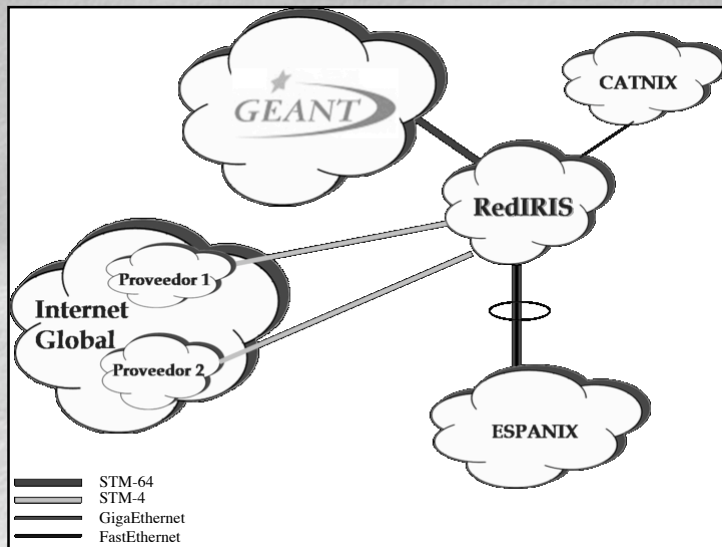 GEANT
CATNIX
RedIRIS
Proveedor 1
Internet
Global
Proveedor 2
ESPANIX
STM-64
STM-4
GigaEthernet
FastEthernet